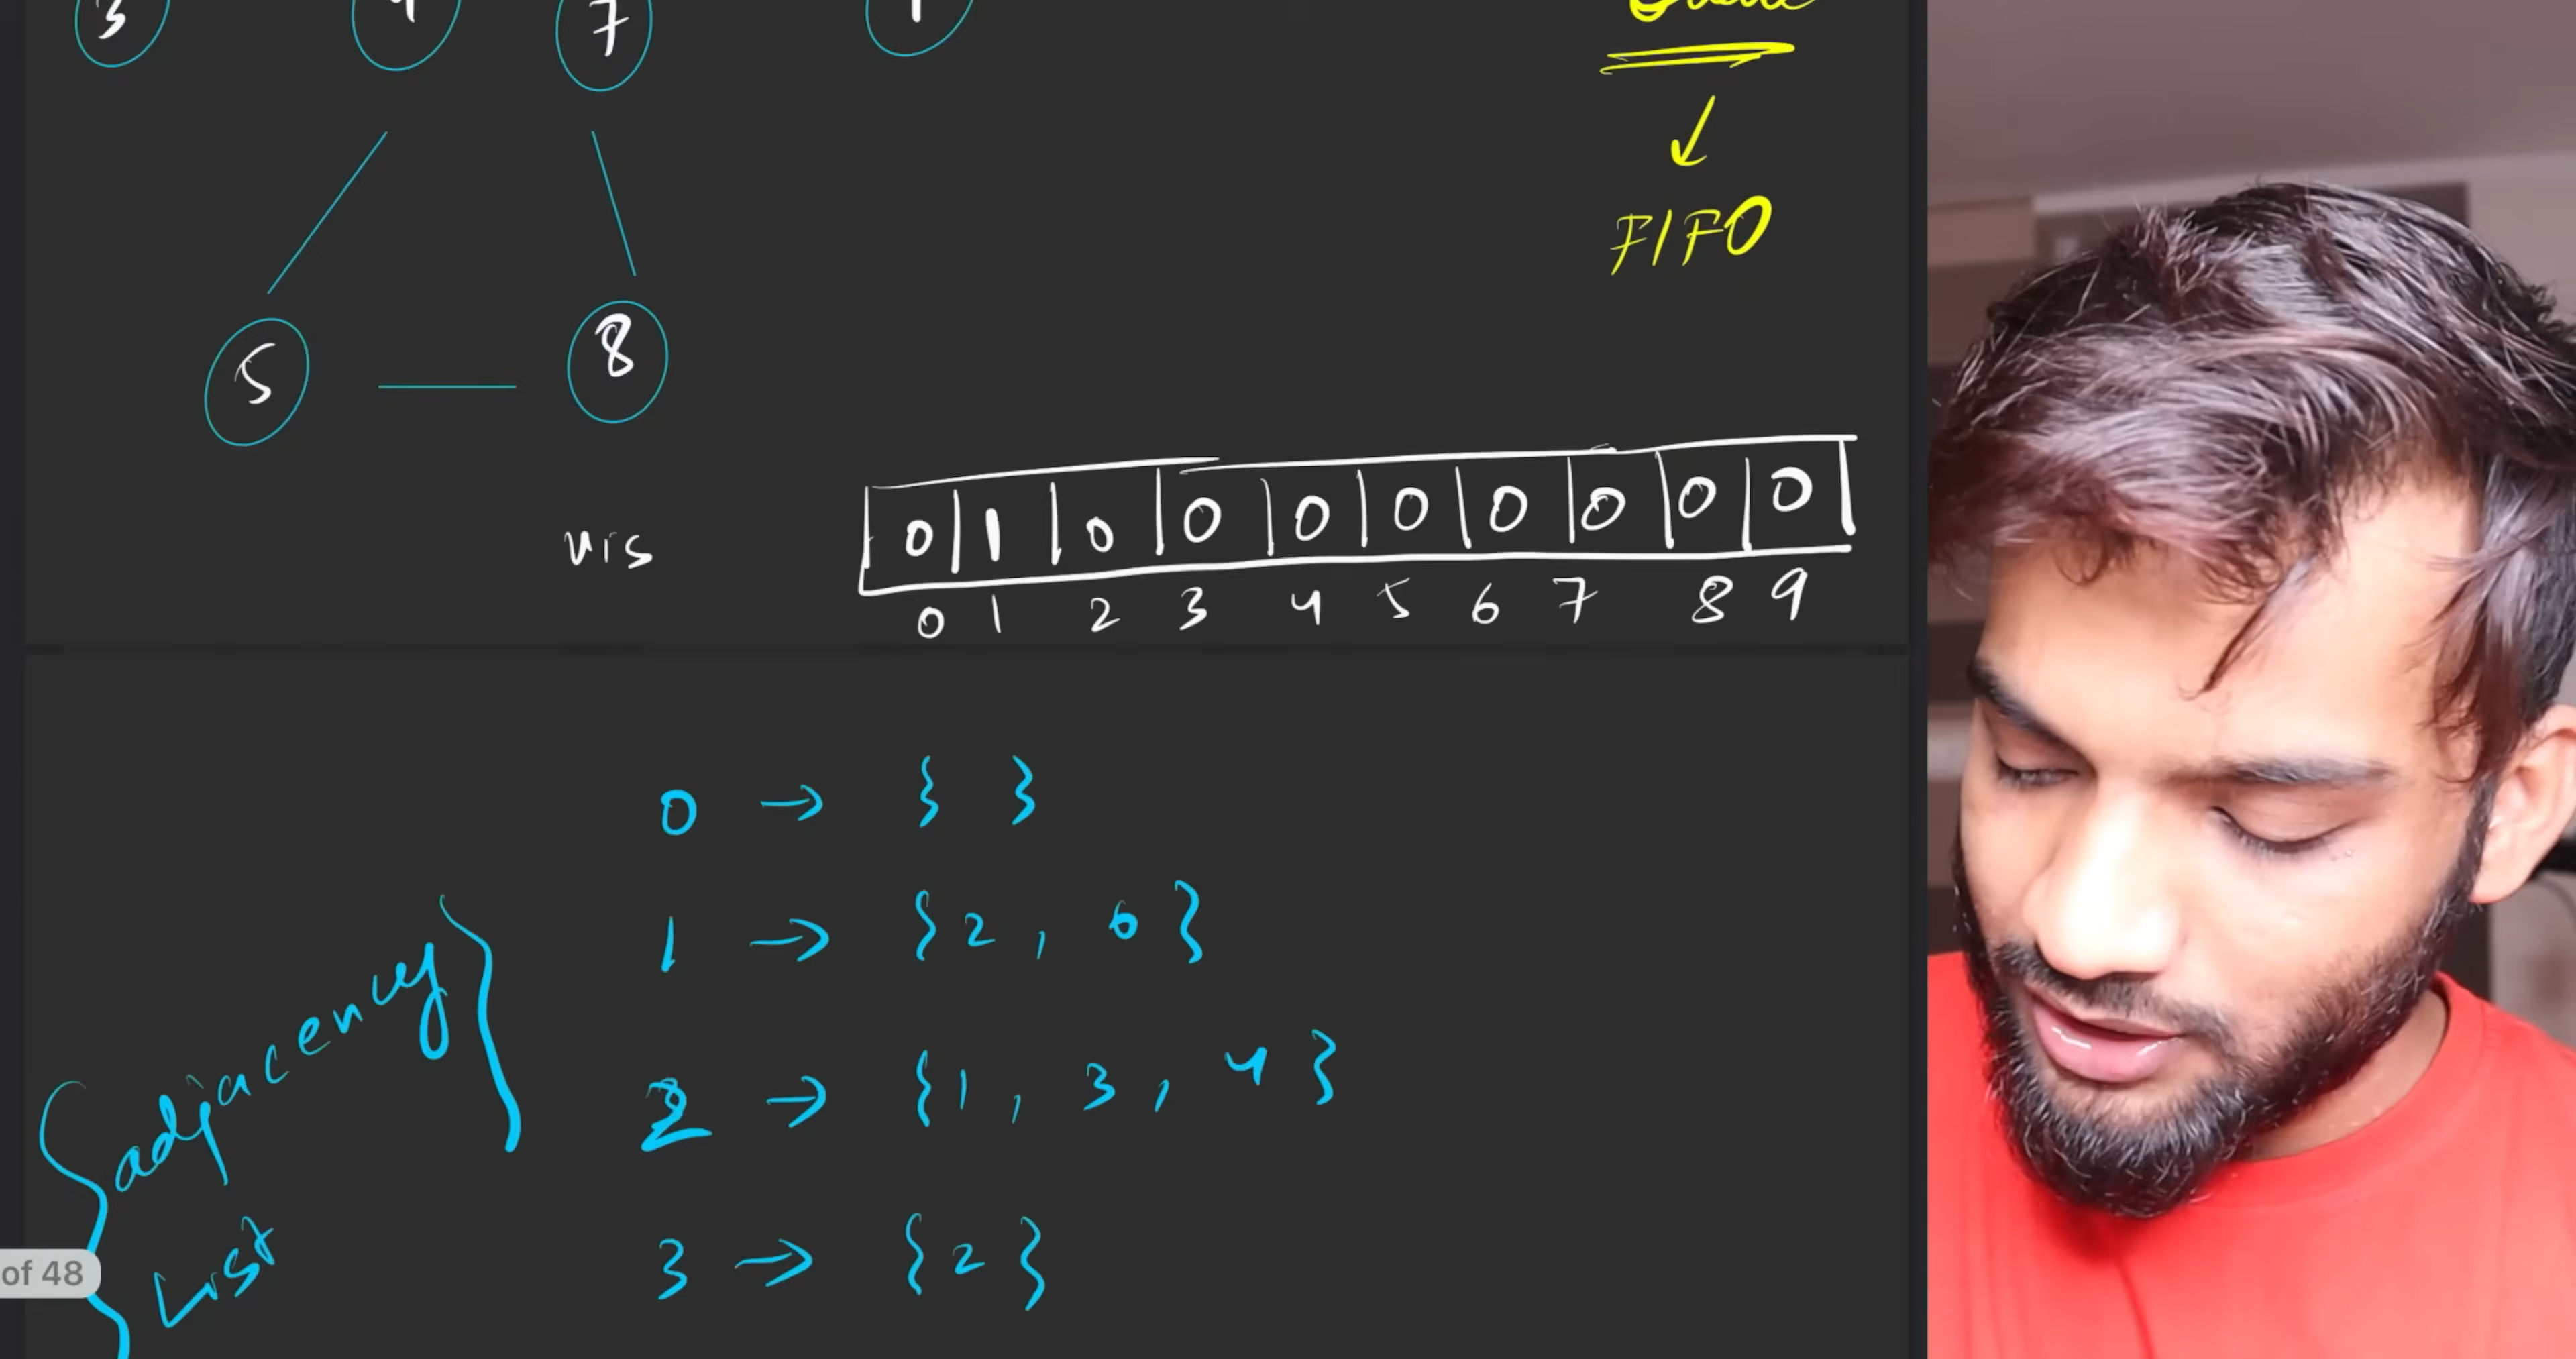 3
7
FIFO
5
8
vis
0 1 0 0 0 0 0 0 0 0
0 1 2 3 4 5 6 7 8 9
0 → { }
1 → {2, 6}
2 → {1, 3, 4}
3 → {2}
adjacency
List
of 48